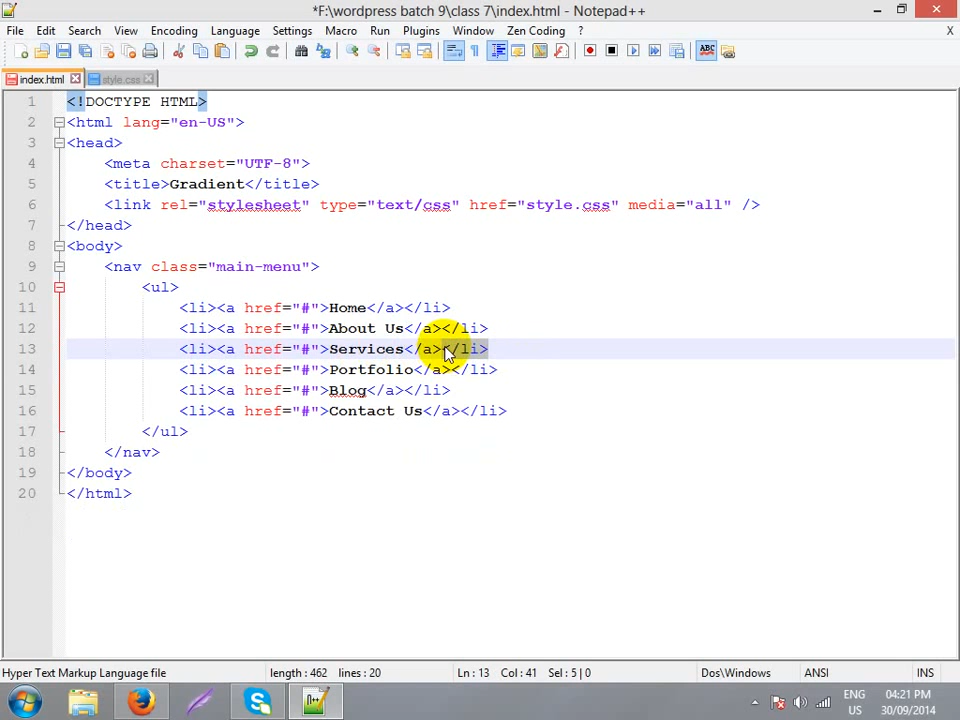 *F:\wordpress batch 9\class 7\index.html - Notepad++
File Edit Search View Encoding Language Settings Macro Run Plugins Window Zen Coding ? X
index.html style.css
1 <!DOCTYPE HTML>
2 <html lang="en-US">
3 <head>
4 <meta charset="UTF-8">
5 <title>Gradient</title>
6 <link rel="stylesheet" type="text/css" href="style.css" media="all" />
7 </head>
8 <body>
9 <nav class="main-menu">
10 <ul>
11 <li><a href="#">Home</a></li>
12 <li><a href="#">About Us</a></li>
13 <li><a href="#">Services</a></li>
14 <li><a href="#">Portfolio</a></li>
15 <li><a href="#">Blog</a></li>
16 <li><a href="#">Contact Us</a></li>
17 </ul>
18 </nav>
19 </body>
20 </html>
Hyper Text Markup Language file length : 462 lines : 20 Ln : 13 Col : 41 Sel : 5 | 0 Dos\Windows ANSI INS
ENG 04:21 PM
US 30/09/2014